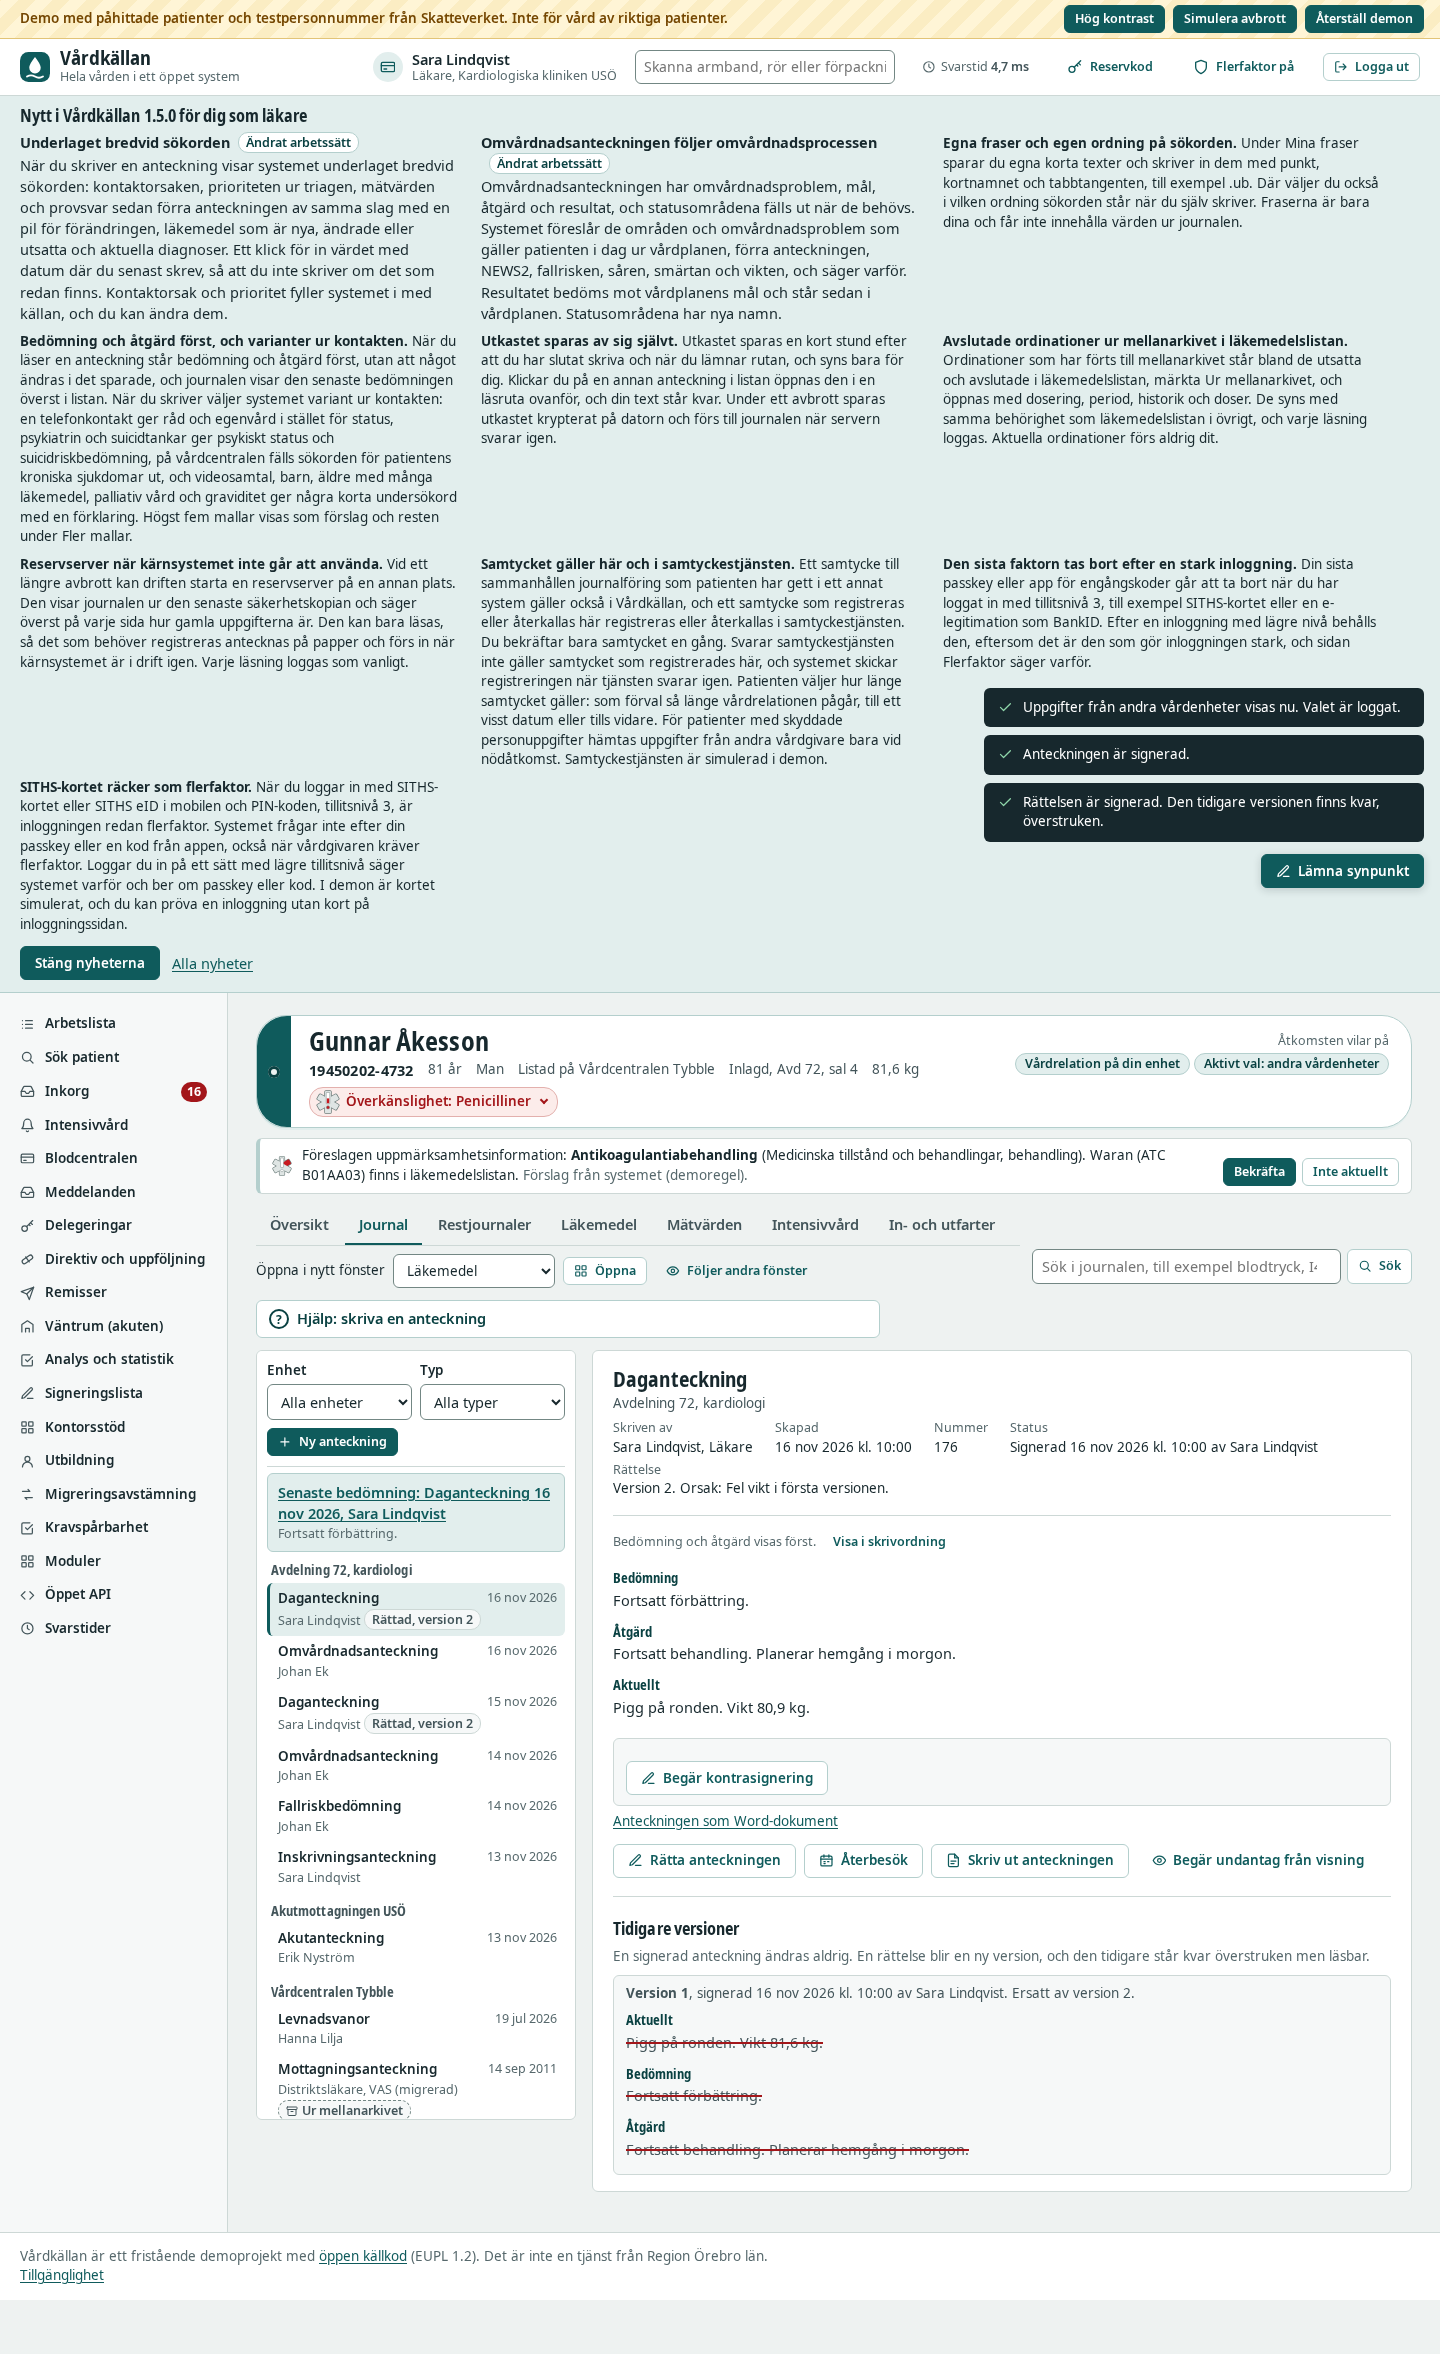 Demo med påhittade patienter och testpersonnummer från Skatteverket. Inte för vård av riktiga patienter.
Hög kontrast
Simulera avbrott
Återställ demon
Vårdkällan
Hela vården i ett öppet system
Sara Lindqvist
Läkare, Kardiologiska kliniken USÖ
Skanna armband, rör eller förpackni
Svarstid 4,7 ms
Reservkod
Flerfaktor på
Logga ut
Nytt i Vårdkällan 1.5.0 för dig som läkare
Underlaget bredvid sökorden Ändrat arbetssätt
När du skriver en anteckning visar systemet underlaget bredvid
sökorden: kontaktorsaken, prioriteten ur triagen, mätvärden
och provsvar sedan förra anteckningen av samma slag med en
pil för förändringen, läkemedel som är nya, ändrade eller
utsatta och aktuella diagnoser. Ett klick för in värdet med
datum där du senast skrev, så att du inte skriver om det som
redan finns. Kontaktorsak och prioritet fyller systemet i med
källan, och du kan ändra dem.
Omvårdnadsanteckningen följer omvårdnadsprocessen
Ändrat arbetssätt
Omvårdnadsanteckningen har omvårdnadsproblem, mål,
åtgärd och resultat, och statusområdena fälls ut när de behövs.
Systemet föreslår de områden och omvårdnadsproblem som
gäller patienten i dag ur vårdplanen, förra anteckningen,
NEWS2, fallrisken, såren, smärtan och vikten, och säger varför.
Resultatet bedöms mot vårdplanens mål och står sedan i
vårdplanen. Statusområdena har nya namn.
Egna fraser och egen ordning på sökorden. Under Mina fraser
sparar du egna korta texter och skriver in dem med punkt,
kortnamnet och tabbtangenten, till exempel .ub. Där väljer du också
i vilken ordning sökorden står när du själv skriver. Fraserna är bara
dina och får inte innehålla värden ur journalen.
Bedömning och åtgärd först, och varianter ur kontakten. När du
läser en anteckning står bedömning och åtgärd först, utan att något
ändras i det sparade, och journalen visar den senaste bedömningen
överst i listan. När du skriver väljer systemet variant ur kontakten:
en telefonkontakt ger råd och egenvård i stället för status,
psykiatrin och suicidtankar ger psykiskt status och
suicidriskbedömning, på vårdcentralen fälls sökorden för patientens
kroniska sjukdomar ut, och videosamtal, barn, äldre med många
läkemedel, palliativ vård och graviditet ger några korta undersökord
med en förklaring. Högst fem mallar visas som förslag och resten
under Fler mallar.
Utkastet sparas av sig självt. Utkastet sparas en kort stund efter
att du har slutat skriva och när du lämnar rutan, och syns bara för
dig. Klickar du på en annan anteckning i listan öppnas den i en
läsruta ovanför, och din text står kvar. Under ett avbrott sparas
utkastet krypterat på datorn och förs till journalen när servern
svarar igen.
Avslutade ordinationer ur mellanarkivet i läkemedelslistan.
Ordinationer som har förts till mellanarkivet står bland de utsatta
och avslutade i läkemedelslistan, märkta Ur mellanarkivet, och
öppnas med dosering, period, historik och doser. De syns med
samma behörighet som läkemedelslistan i övrigt, och varje läsning
loggas. Aktuella ordinationer förs aldrig dit.
Reservserver när kärnsystemet inte går att använda. Vid ett
längre avbrott kan driften starta en reservserver på en annan plats.
Den visar journalen ur den senaste säkerhetskopian och säger
överst på varje sida hur gamla uppgifterna är. Den kan bara läsas,
så det som behöver registreras antecknas på papper och förs in när
kärnsystemet är i drift igen. Varje läsning loggas som vanligt.
Samtycket gäller här och i samtyckestjänsten. Ett samtycke till
sammanhållen journalföring som patienten har gett i ett annat
system gäller också i Vårdkällan, och ett samtycke som registreras
eller återkallas här registreras eller återkallas i samtyckestjänsten.
Du bekräftar bara samtycket en gång. Svarar samtyckestjänsten
inte gäller samtycket som registrerades här, och systemet skickar
registreringen när tjänsten svarar igen. Patienten väljer hur länge
samtycket gäller: som förval så länge vårdrelationen pågår, till ett
visst datum eller tills vidare. För patienter med skyddade
personuppgifter hämtas uppgifter från andra vårdgivare bara vid
nödåtkomst. Samtyckestjänsten är simulerad i demon.
Den sista faktorn tas bort efter en stark inloggning. Din sista
passkey eller app för engångskoder går att ta bort när du har
loggat in med tillitsnivå 3, till exempel SITHS-kortet eller en e-
legitimation som BankID. Efter en inloggning med lägre nivå behålls
den, eftersom det är den som gör inloggningen stark, och sidan
Flerfaktor säger varför.
Uppgifter från andra vårdenheter visas nu. Valet är loggat.
Anteckningen är signerad.
Rättelsen är signerad. Den tidigare versionen finns kvar,
överstruken.
Lämna synpunkt
SITHS-kortet räcker som flerfaktor. När du loggar in med SITHS-
kortet eller SITHS eID i mobilen och PIN-koden, tillitsnivå 3, är
inloggningen redan flerfaktor. Systemet frågar inte efter din
passkey eller en kod från appen, också när vårdgivaren kräver
flerfaktor. Loggar du in på ett sätt med lägre tillitsnivå säger
systemet varför och ber om passkey eller kod. I demon är kortet
simulerat, och du kan pröva en inloggning utan kort på
inloggningssidan.
Stäng nyheterna
Alla nyheter
Arbetslista
Sök patient
Inkorg 16
Intensivvård
Blodcentralen
Meddelanden
Delegeringar
Direktiv och uppföljning
Remisser
Väntrum (akuten)
Analys och statistik
Signeringslista
Kontorsstöd
Utbildning
Migreringsavstämning
Kravspårbarhet
Moduler
Öppet API
Svarstider
Gunnar Åkesson
19450202-4732 81 år Man Listad på Vårdcentralen Tybble Inlagd, Avd 72, sal 4 81,6 kg
Överkänslighet: Penicilliner
Åtkomsten vilar på
Vårdrelation på din enhet
Aktivt val: andra vårdenheter
Föreslagen uppmärksamhetsinformation: Antikoagulantiabehandling (Medicinska tillstånd och behandlingar, behandling). Waran (ATC
B01AA03) finns i läkemedelslistan. Förslag från systemet (demoregel).
Bekräfta
Inte aktuellt
Översikt
Journal
Restjournaler
Läkemedel
Mätvärden
Intensivvård
In- och utfarter
Öppna i nytt fönster
Läkemedel
Öppna
Följer andra fönster
Sök i journalen, till exempel blodtryck, I4
Sök
? Hjälp: skriva en anteckning
Enhet
Typ
Alla enheter
Alla typer
Ny anteckning
Senaste bedömning: Daganteckning 16
nov 2026, Sara Lindqvist
Fortsatt förbättring.
Avdelning 72, kardiologi
Daganteckning 16 nov 2026
Sara Lindqvist Rättad, version 2
Omvårdnadsanteckning 16 nov 2026
Johan Ek
Daganteckning 15 nov 2026
Sara Lindqvist Rättad, version 2
Omvårdnadsanteckning 14 nov 2026
Johan Ek
Fallriskbedömning 14 nov 2026
Johan Ek
Inskrivningsanteckning 13 nov 2026
Sara Lindqvist
Akutmottagningen USÖ
Akutanteckning 13 nov 2026
Erik Nyström
Vårdcentralen Tybble
Levnadsvanor 19 jul 2026
Hanna Lilja
Mottagningsanteckning 14 sep 2011
Distriktsläkare, VAS (migrerad)
Ur mellanarkivet
Daganteckning
Avdelning 72, kardiologi
Skriven av
Sara Lindqvist, Läkare
Skapad
16 nov 2026 kl. 10:00
Nummer
176
Status
Signerad 16 nov 2026 kl. 10:00 av Sara Lindqvist
Rättelse
Version 2. Orsak: Fel vikt i första versionen.
Bedömning och åtgärd visas först. Visa i skrivordning
Bedömning
Fortsatt förbättring.
Åtgärd
Fortsatt behandling. Planerar hemgång i morgon.
Aktuellt
Pigg på ronden. Vikt 80,9 kg.
Begär kontrasignering
Anteckningen som Word-dokument
Rätta anteckningen
Återbesök
Skriv ut anteckningen
Begär undantag från visning
Tidigare versioner
En signerad anteckning ändras aldrig. En rättelse blir en ny version, och den tidigare står kvar överstruken men läsbar.
Version 1, signerad 16 nov 2026 kl. 10:00 av Sara Lindqvist. Ersatt av version 2.
Aktuellt
Pigg på ronden. Vikt 81,6 kg.
Bedömning
Fortsatt förbättring.
Åtgärd
Fortsatt behandling. Planerar hemgång i morgon.
Vårdkällan är ett fristående demoprojekt med öppen källkod (EUPL 1.2). Det är inte en tjänst från Region Örebro län.
Tillgänglighet